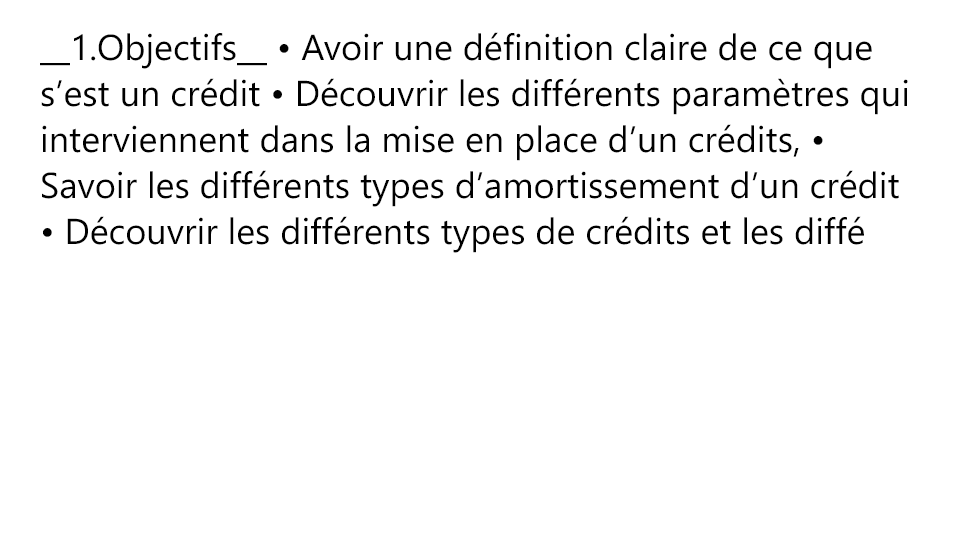 __1.Objectifs__ • Avoir une définition claire de ce que
s’est un crédit • Découvrir les différents paramètres qui
interviennent dans la mise en place d’un crédits, •
Savoir les différents types d’amortissement d’un crédit
• Découvrir les différents types de crédits et les diffé